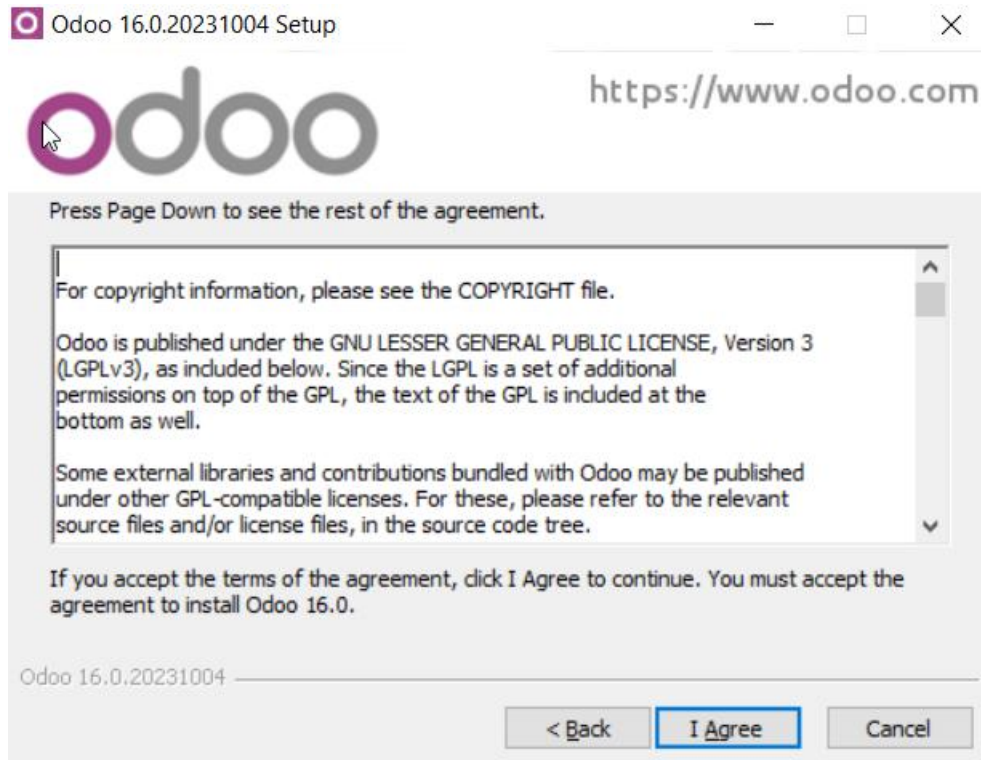 Odoo 16.0.20231004 Setup
odoo
https://www.odoo.com
Press Page Down to see the rest of the agreement.
For copyright information, please see the COPYRIGHT file.
Odoo is published under the GNU LESSER GENERAL PUBLIC LICENSE, Version 3
(LGPLv3), as included below. Since the LGPL is a set of additional
permissions on top of the GPL, the text of the GPL is included at the
bottom as well.
Some external libraries and contributions bundled with Odoo may be published
under other GPL-compatible licenses. For these, please refer to the relevant
source files and/or license files, in the source code tree.
If you accept the terms of the agreement, click I Agree to continue. You must accept the
agreement to install Odoo 16.0.
Odoo 16.0.20231004
< Back I Agree Cancel